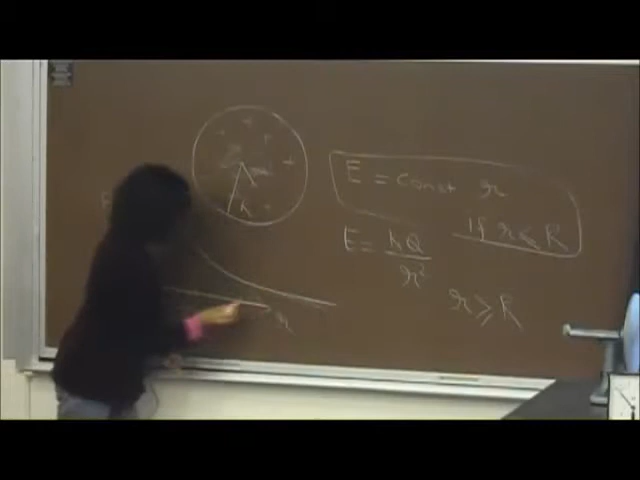 E = const r
if r ≤ R
E = kQ / r²
r ≥ R
R
r